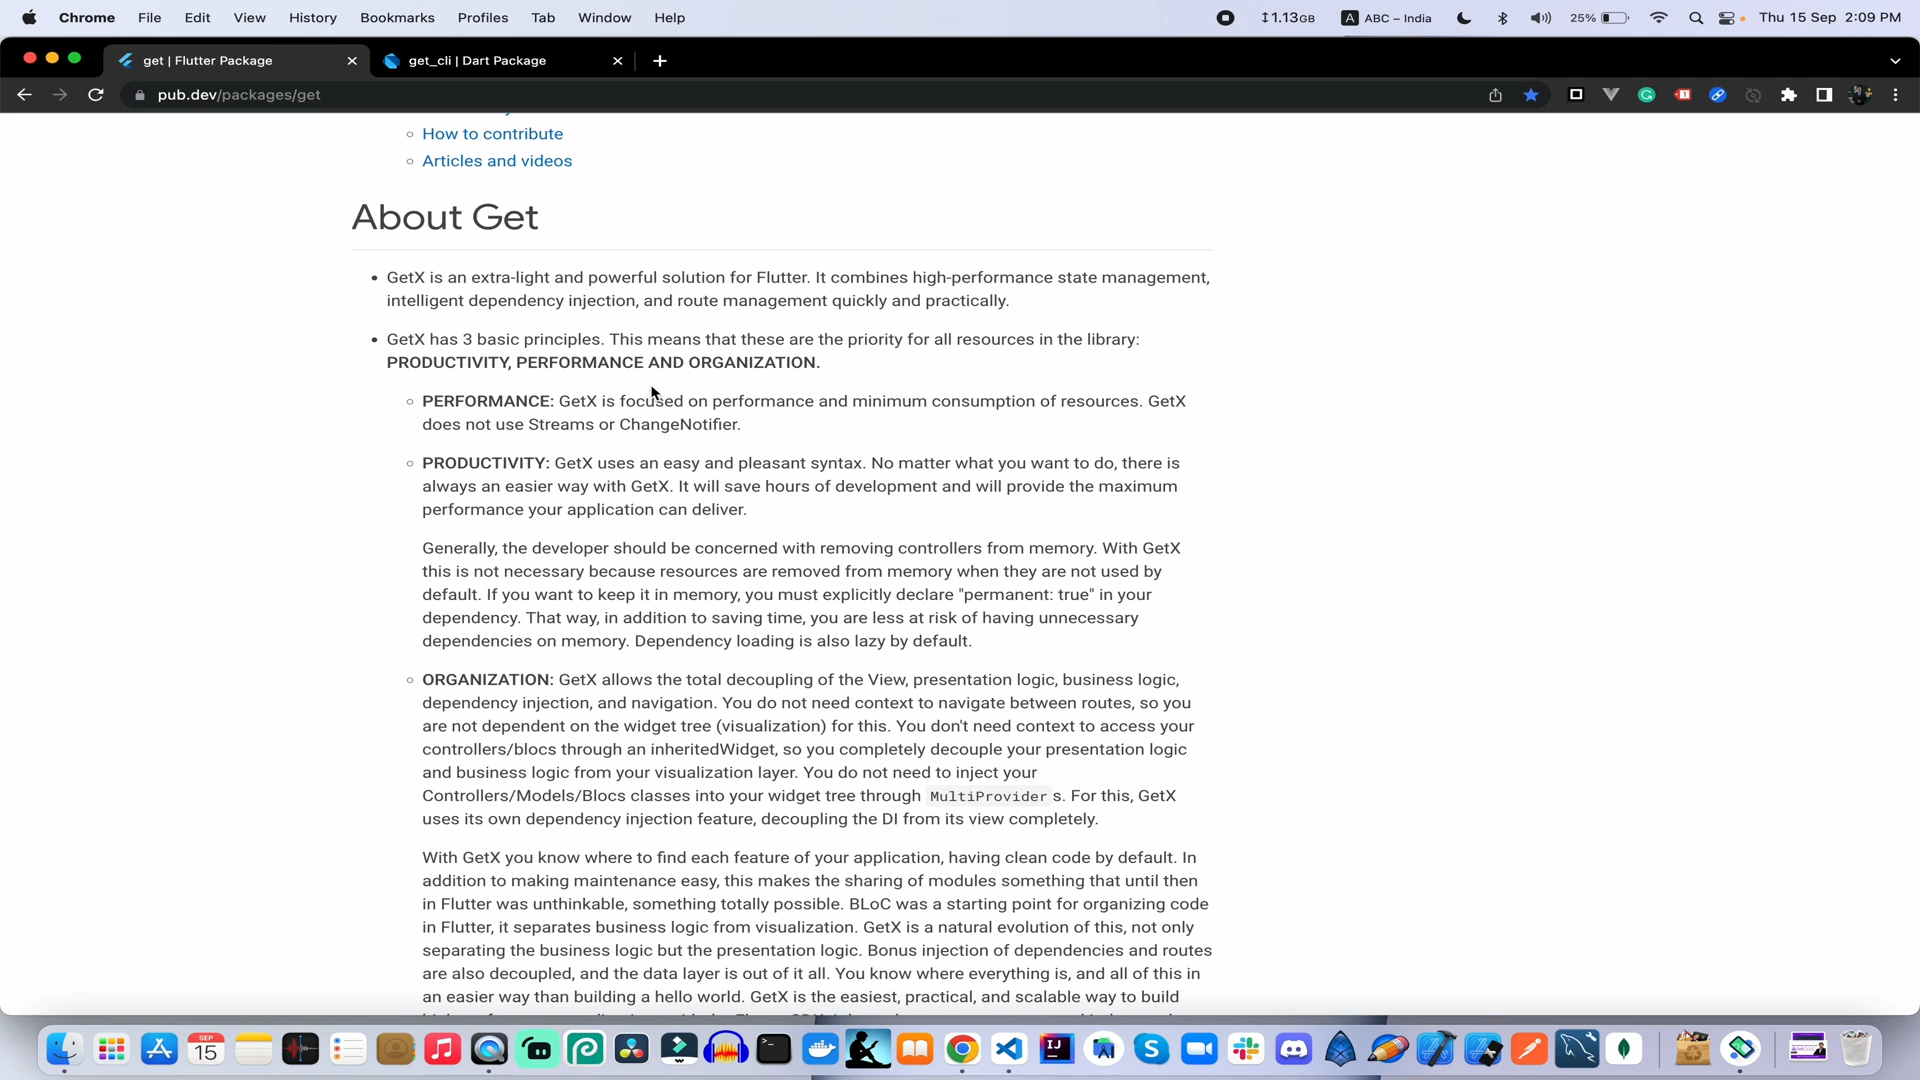 Chrome File Edit View History Bookmarks Profiles Tab Window Help 1.13GB A ABC – India 25% Thu 15 Sep 2:09 PM
get | Flutter Package get_cli | Dart Package
pub.dev/packages/get
How to contribute
Articles and videos
About Get
GetX is an extra-light and powerful solution for Flutter. It combines high-performance state management,
intelligent dependency injection, and route management quickly and practically.
GetX has 3 basic principles. This means that these are the priority for all resources in the library:
PRODUCTIVITY, PERFORMANCE AND ORGANIZATION.
PERFORMANCE: GetX is focused on performance and minimum consumption of resources. GetX
does not use Streams or ChangeNotifier.
PRODUCTIVITY: GetX uses an easy and pleasant syntax. No matter what you want to do, there is
always an easier way with GetX. It will save hours of development and will provide the maximum
performance your application can deliver.
Generally, the developer should be concerned with removing controllers from memory. With GetX
this is not necessary because resources are removed from memory when they are not used by
default. If you want to keep it in memory, you must explicitly declare "permanent: true" in your
dependency. That way, in addition to saving time, you are less at risk of having unnecessary
dependencies on memory. Dependency loading is also lazy by default.
ORGANIZATION: GetX allows the total decoupling of the View, presentation logic, business logic,
dependency injection, and navigation. You do not need context to navigate between routes, so you
are not dependent on the widget tree (visualization) for this. You don't need context to access your
controllers/blocs through an inheritedWidget, so you completely decouple your presentation logic
and business logic from your visualization layer. You do not need to inject your
Controllers/Models/Blocs classes into your widget tree through MultiProviders. For this, GetX
uses its own dependency injection feature, decoupling the DI from its view completely.
With GetX you know where to find each feature of your application, having clean code by default. In
addition to making maintenance easy, this makes the sharing of modules something that until then
in Flutter was unthinkable, something totally possible. BLoC was a starting point for organizing code
in Flutter, it separates business logic from visualization. GetX is a natural evolution of this, not only
separating the business logic but the presentation logic. Bonus injection of dependencies and routes
are also decoupled, and the data layer is out of it all. You know where everything is, and all of this in
an easier way than building a hello world. GetX is the easiest, practical, and scalable way to build
SEP
15
IJ